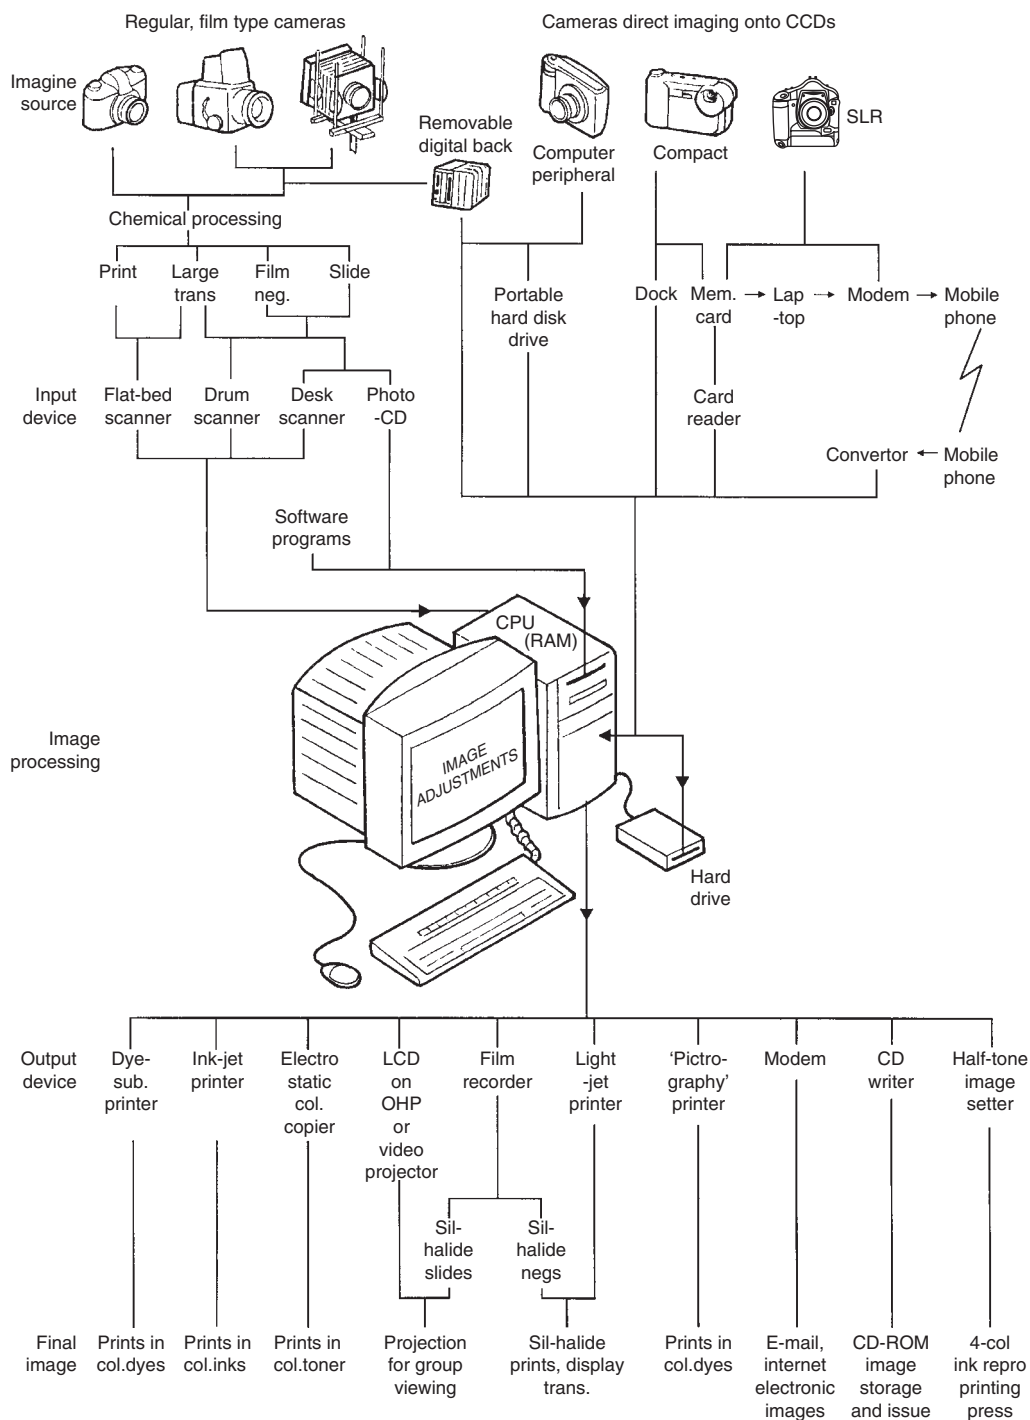 Regular, film type cameras
Cameras direct imaging onto CCDs
Imagine
source
Removable
digital back
Computer
peripheral
Compact
SLR
Chemical processing
Print
Large
trans
Film
neg.
Slide
Portable
hard disk
drive
Dock
Mem.
card
Lap
-top
Modem
Mobile
phone
Input
device
Flat-bed
scanner
Drum
scanner
Desk
scanner
Photo
-CD
Card
reader
Convertor
Mobile
phone
Software
programs
CPU
(RAM)
Image
processing
IMAGE
ADJUSTMENTS
Hard
drive
Output
device
Dye-
sub.
printer
Ink-jet
printer
Electro
static
col.
copier
LCD
on
OHP
or
video
projector
Film
recorder
Light
-jet
printer
'Pictro-
graphy'
printer
Modem
CD
writer
Half-tone
image
setter
Sil-
halide
slides
Sil-
halide
negs
Final
image
Prints in
col.dyes
Prints in
col.inks
Prints in
col.toner
Projection
for group
viewing
Sil-halide
prints, display
trans.
Prints in
col.dyes
E-mail,
internet
electronic
images
CD-ROM
image
storage
and issue
4-col
ink repro
printing
press